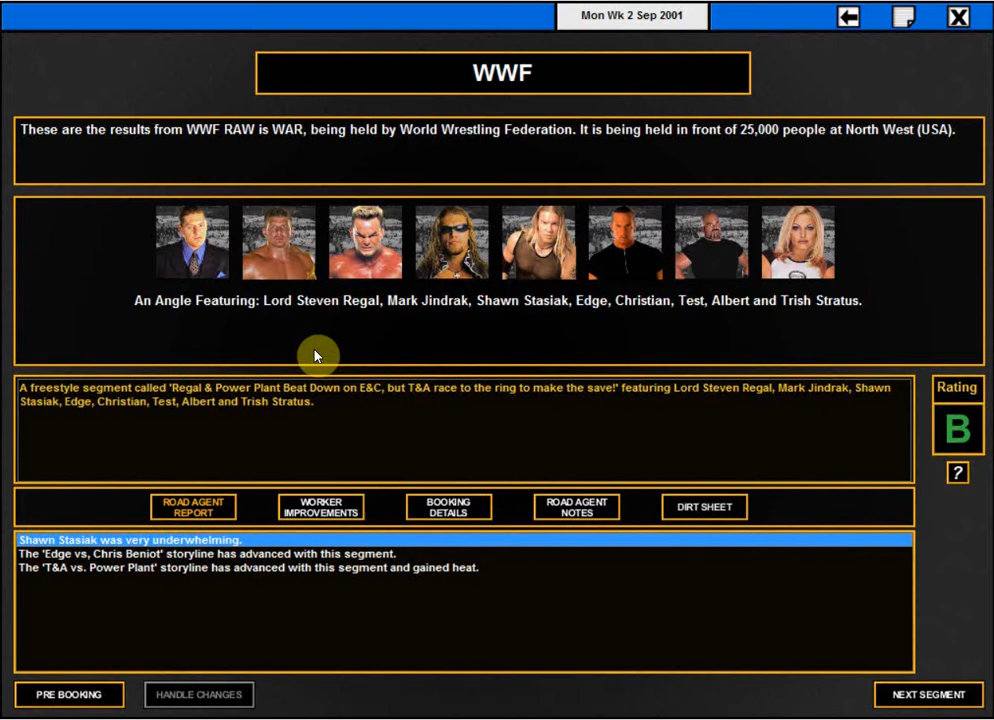 Mon Wk 2 Sep 2001
WWF
These are the results from WWF RAW is WAR, being held by World Wrestling Federation. It is being held in front of 25,000 people at North West (USA).
An Angle Featuring: Lord Steven Regal, Mark Jindrak, Shawn Stasiak, Edge, Christian, Test, Albert and Trish Stratus.
A freestyle segment called 'Regal & Power Plant Beat Down on E&C, but T&A race to the ring to make the save!' featuring Lord Steven Regal, Mark Jindrak, Shawn
Stasiak, Edge, Christian, Test, Albert and Trish Stratus.
Rating
B
?
ROAD AGENT
REPORT
WORKER
IMPROVEMENTS
BOOKING
DETAILS
ROAD AGENT
NOTES
DIRT SHEET
Shawn Stasiak was very underwhelming.
The 'Edge vs, Chris Beniot' storyline has advanced with this segment.
The 'T&A vs. Power Plant' storyline has advanced with this segment and gained heat.
PRE BOOKING
HANDLE CHANGES
NEXT SEGMENT